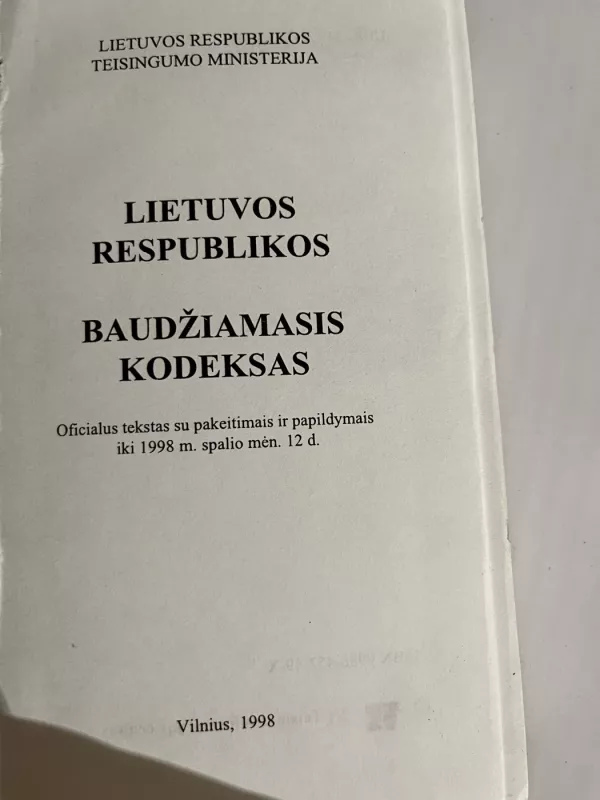 LIETUVOS RESPUBLIKOS
TEISINGUMO MINISTERIJA
LIETUVOS
RESPUBLIKOS
BAUDŽIAMASIS
KODEKSAS
Oficialus tekstas su pakeitimais ir papildymais
iki 1998 m. spalio mėn. 12 d.
Vilnius, 1998